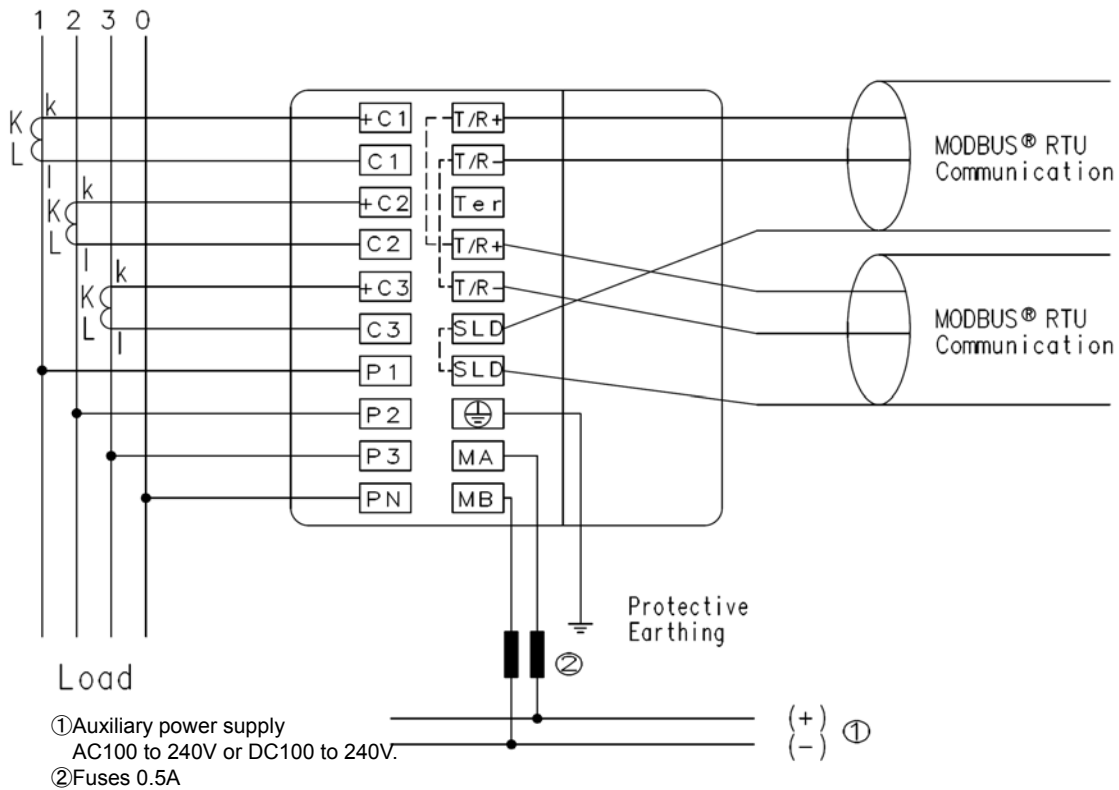 1 2 3 0
K k
L l
K k
L l
K k
L l
+C1
C1
+C2
C2
+C3
C3
P1
P2
P3
PN
T/R+
T/R-
Ter
T/R+
T/R-
SLD
SLD
MA
MB
MODBUS® RTU
Communication
MODBUS® RTU
Communication
Protective
Earthing
②
Load
(+)
(-)
①
①Auxiliary power supply
AC100 to 240V or DC100 to 240V.
②Fuses 0.5A